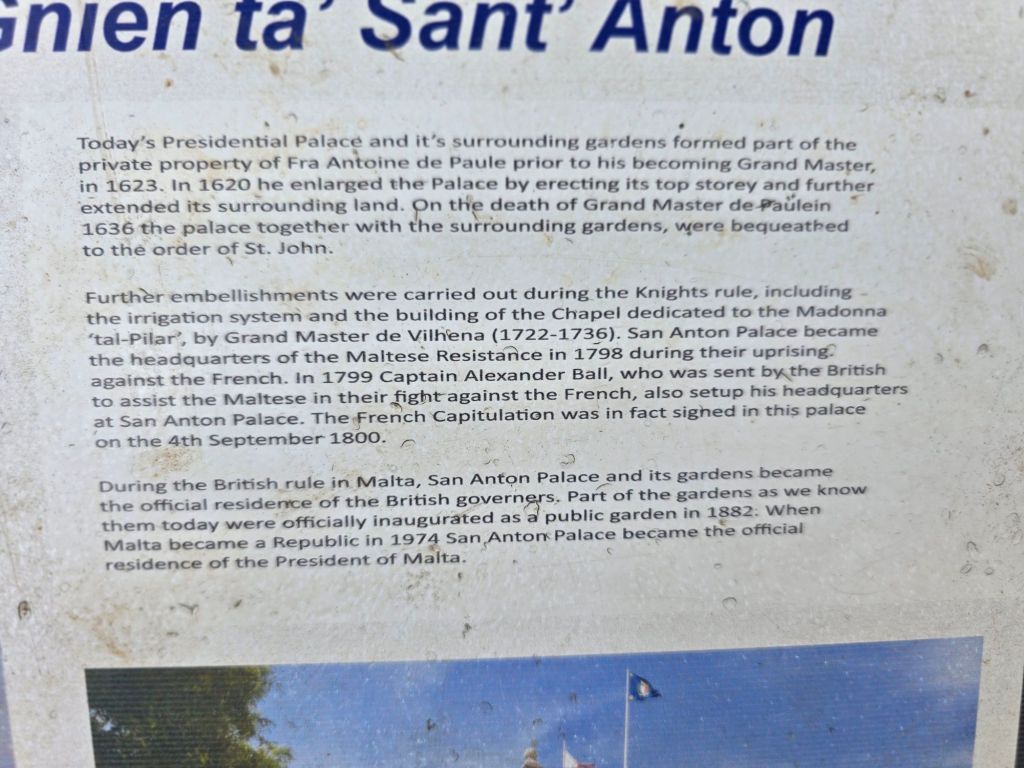 Gnien ta' Sant' Anton
Today's Presidential Palace and it's surrounding gardens formed part of the
private property of Fra Antoine de Paule prior to his becoming Grand Master,
in 1623. In 1620 he enlarged the Palace by erecting its top storey and further
extended its surrounding land. On the death of Grand Master de Paulein
1636 the palace together with the surrounding gardens, were bequeathed
to the order of St. John.
Further embellishments were carried out during the Knights rule, including
the irrigation system and the building of the Chapel dedicated to the Madonna
'tal-Pilar', by Grand Master de Vilhena (1722-1736). San Anton Palace became
the headquarters of the Maltese Resistance in 1798 during their uprising
against the French. In 1799 Captain Alexander Ball, who was sent by the British
to assist the Maltese in their fight against the French, also setup his headquarters
at San Anton Palace. The French Capitulation was in fact signed in this palace
on the 4th September 1800.
During the British rule in Malta, San Anton Palace and its gardens became
the official residence of the British governers. Part of the gardens as we know
them today were officially inaugurated as a public garden in 1882. When
Malta became a Republic in 1974 San Anton Palace became the official
residence of the President of Malta.